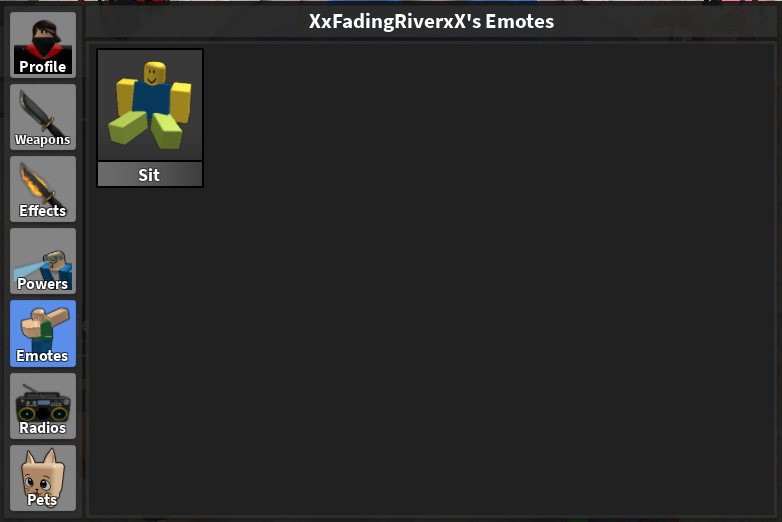 XxFadingRiverxX's Emotes
Profile
Weapons
Effects
Powers
Emotes
Radios
Pets
Sit